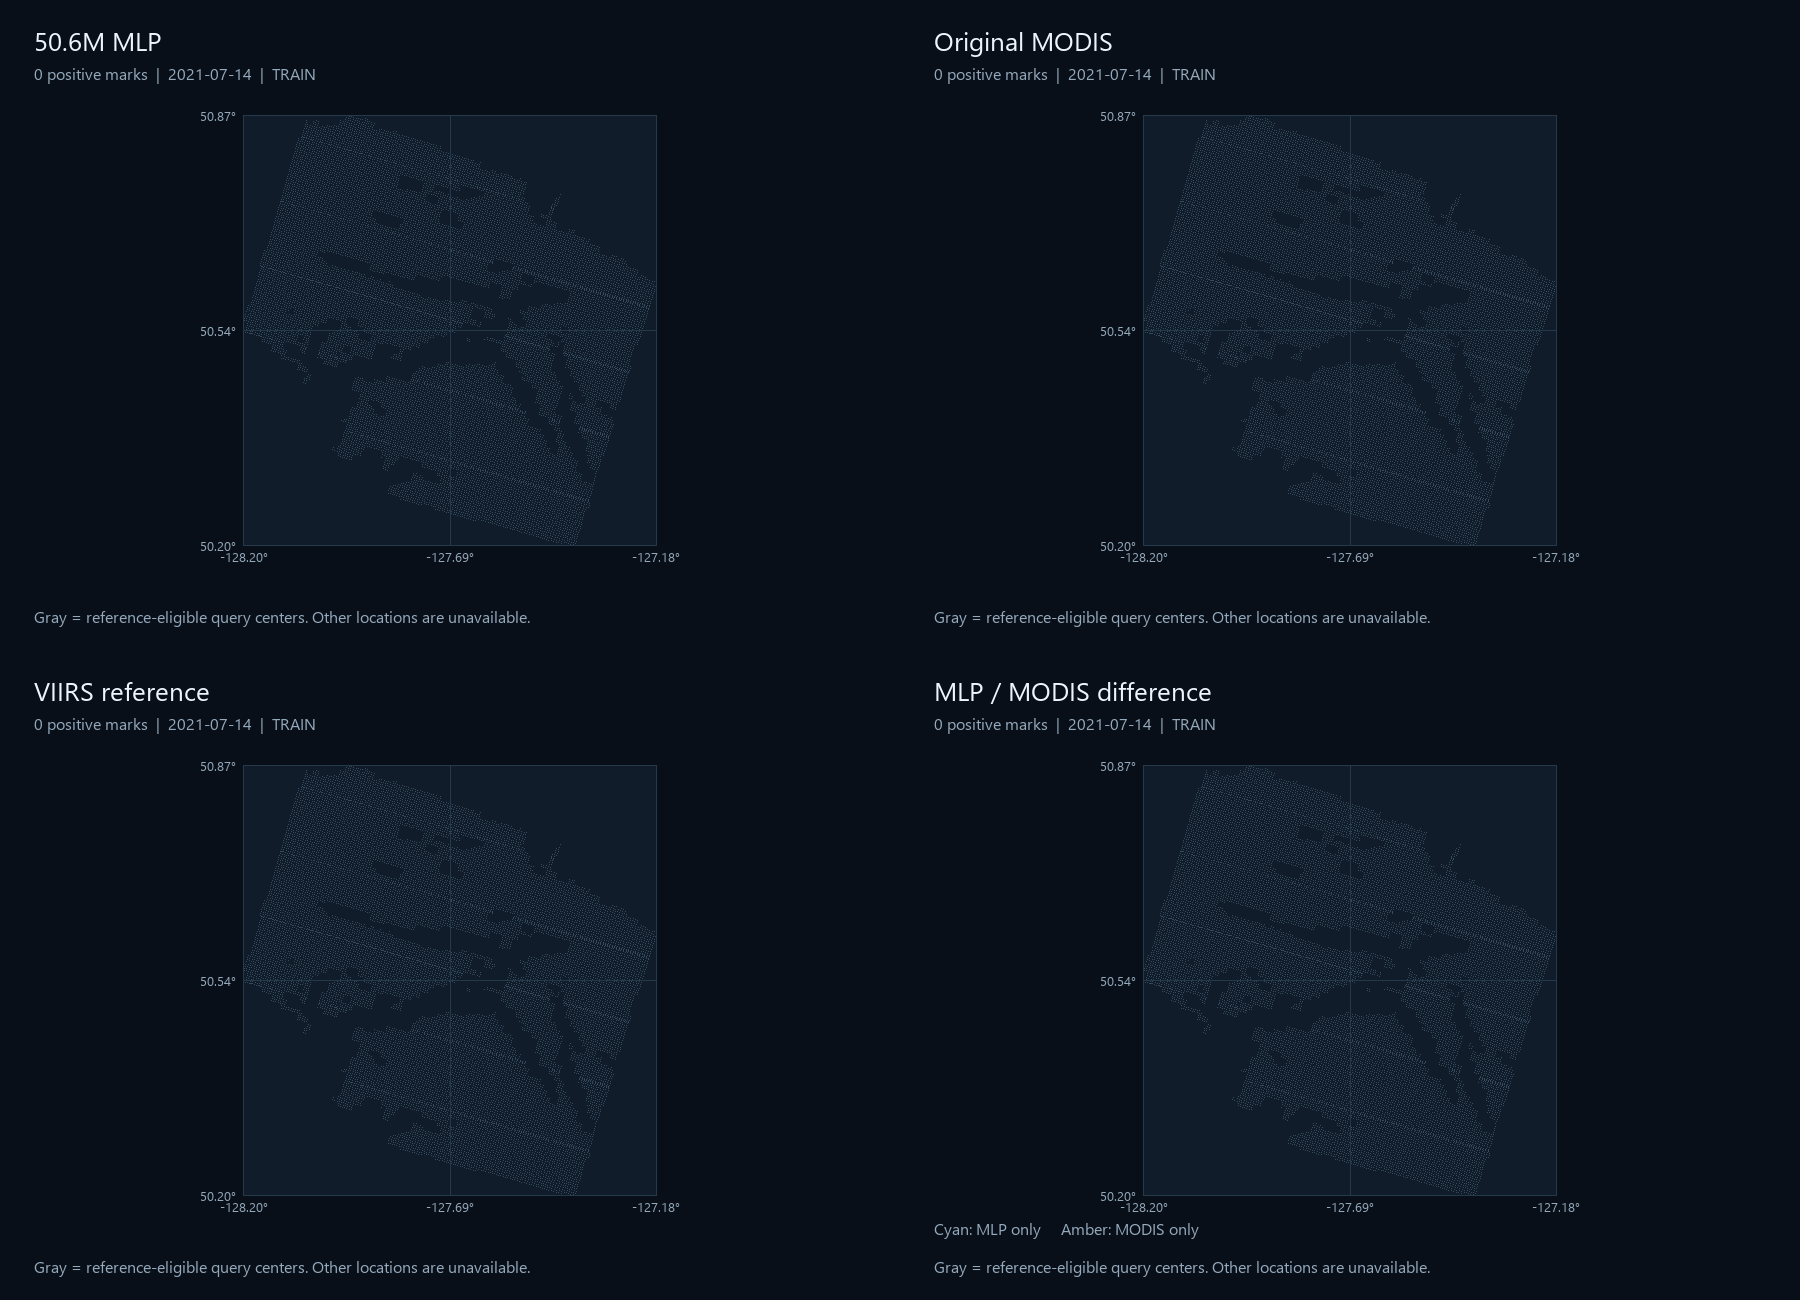 50.6M MLP
0 positive marks | 2021-07-14 | TRAIN
50.87°
50.54°
50.20°
-128.20°
-127.69°
-127.18°
Gray = reference-eligible query centers. Other locations are unavailable.
Original MODIS
0 positive marks | 2021-07-14 | TRAIN
50.87°
50.54°
50.20°
-128.20°
-127.69°
-127.18°
Gray = reference-eligible query centers. Other locations are unavailable.
VIIRS reference
0 positive marks | 2021-07-14 | TRAIN
50.87°
50.54°
50.20°
-128.20°
-127.69°
-127.18°
Gray = reference-eligible query centers. Other locations are unavailable.
MLP / MODIS difference
0 positive marks | 2021-07-14 | TRAIN
50.87°
50.54°
50.20°
-128.20°
-127.69°
-127.18°
Cyan: MLP only Amber: MODIS only
Gray = reference-eligible query centers. Other locations are unavailable.